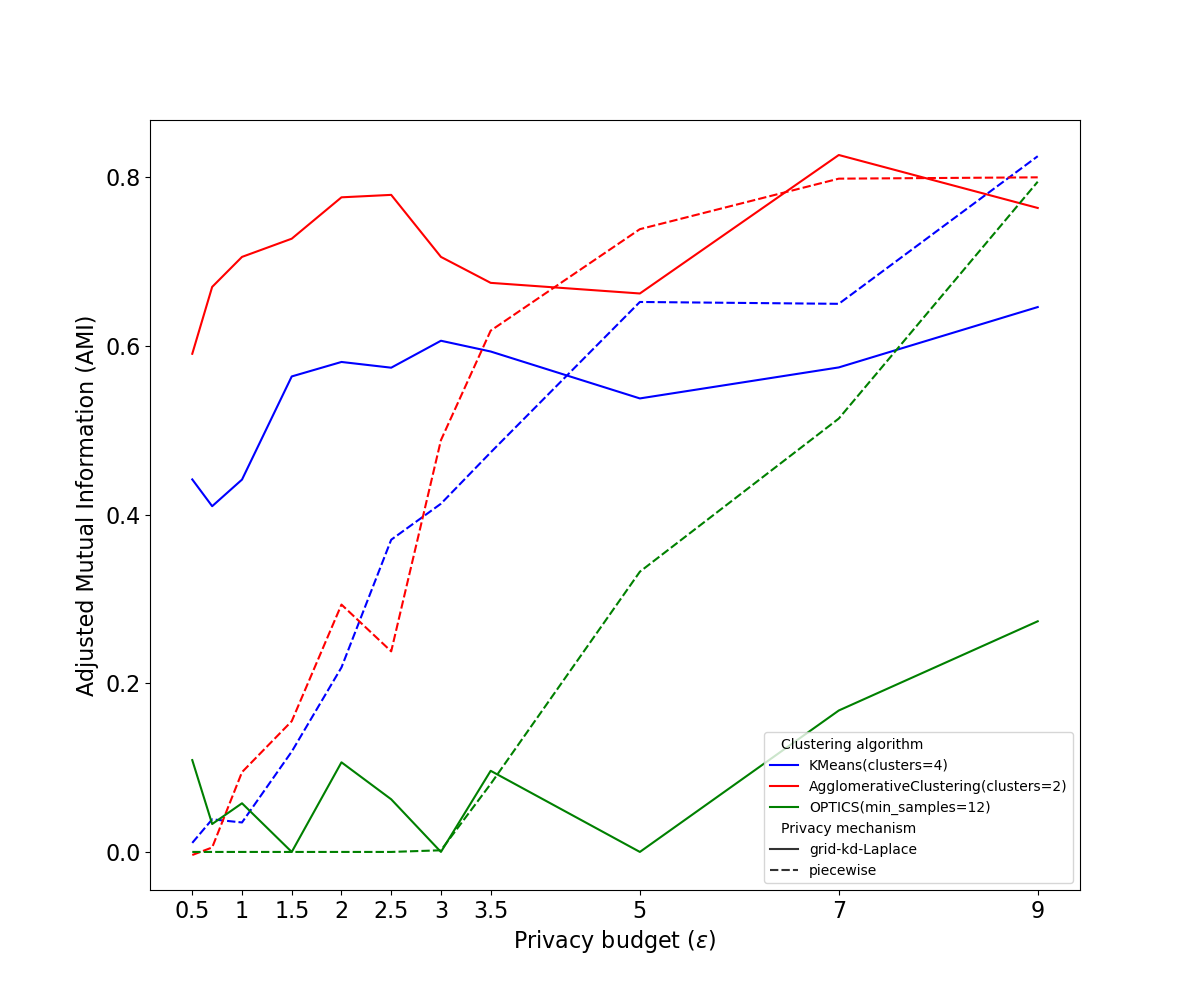 Adjusted Mutual Information (AMI)
0.8
0.6
0.4
0.2
0.0
0.5 1 1.5 2 2.5 3 3.5 5 7 9
Privacy budget (ε)
Clustering algorithm
KMeans(clusters=4)
AgglomerativeClustering(clusters=2)
OPTICS(min_samples=12)
Privacy mechanism
grid-kd-Laplace
piecewise